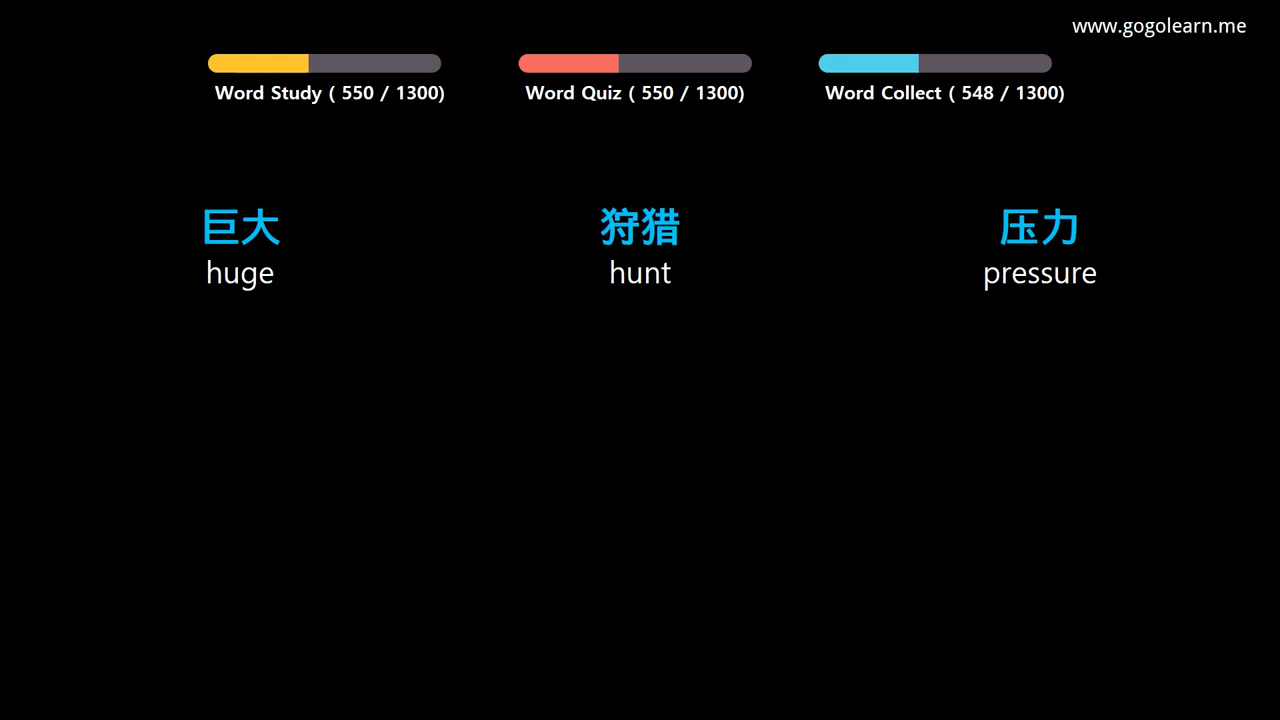 www.gogolearn.me
Word Study ( 550 / 1300)
Word Quiz ( 550 / 1300)
Word Collect ( 548 / 1300)
巨大
huge
狩猎
hunt
压力
pressure